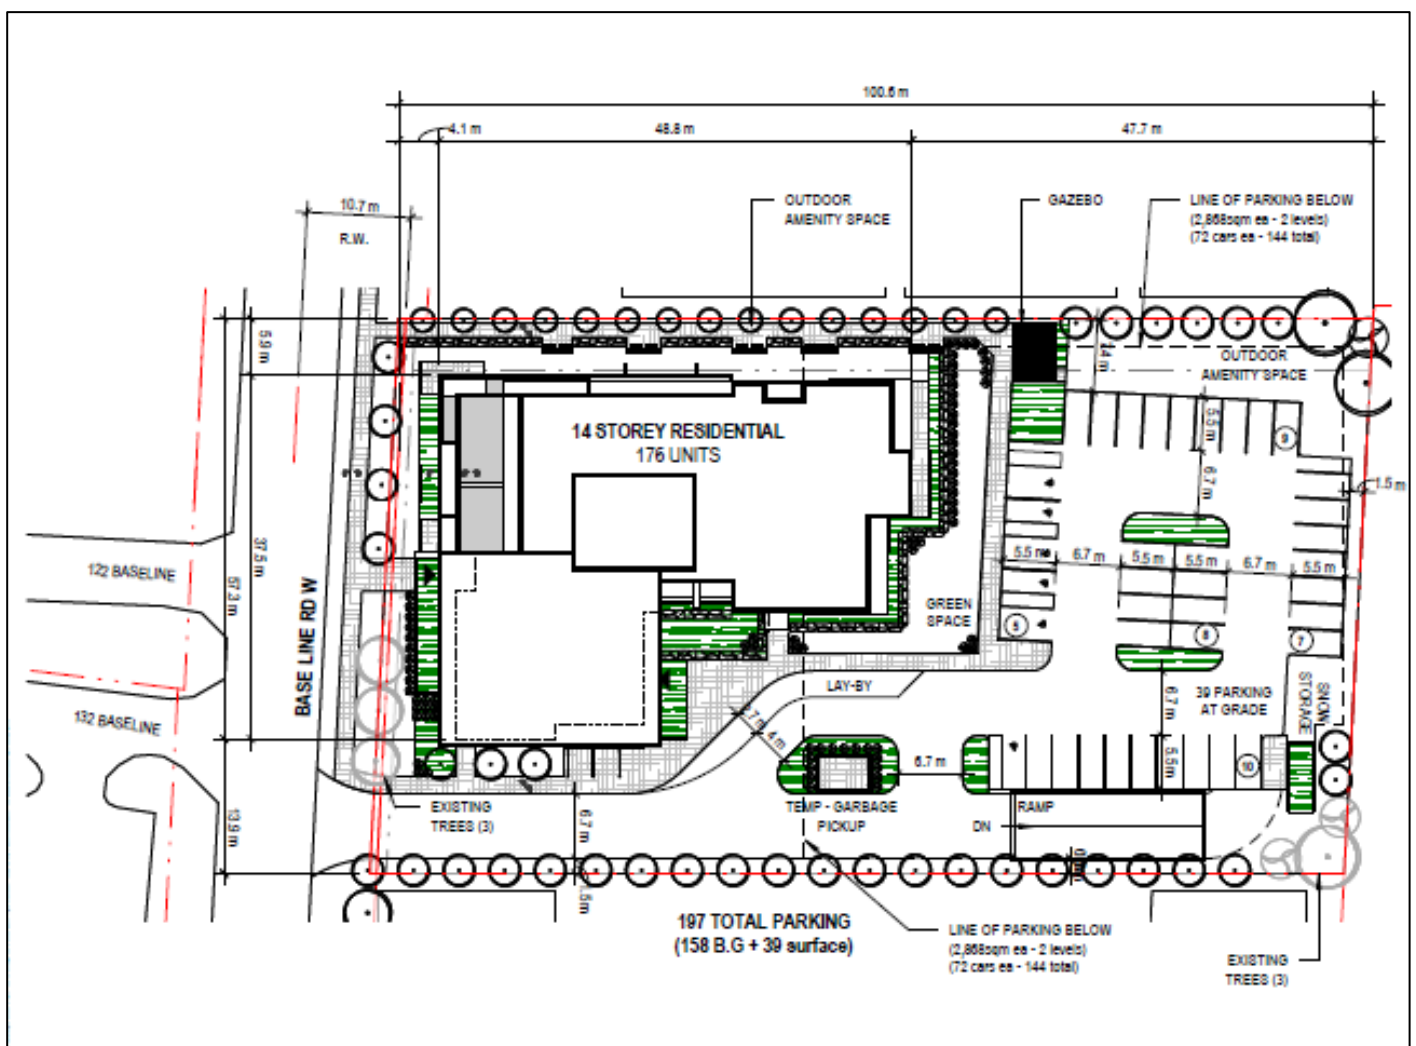 100.6 m
4.1 m
48.8 m
47.7 m
10.7 m
R.W.
OUTDOOR
AMENITY SPACE
GAZEBO
LINE OF PARKING BELOW
(2,868sqm ea - 2 levels)
(72 cars ea - 144 total)
5.9 m
37.5 m
57.3 m
13.9 m
14 STOREY RESIDENTIAL
176 UNITS
OUTDOOR
AMENITY SPACE
5.5 m
6.7 m
9
1.5 m
5.5 m
6.7 m
5.5 m
5.5 m
6.7 m
5.5 m
122 BASELINE
132 BASELINE
BASE LINE RD W
GREEN
SPACE
5
8
7
LAY-BY
6.7 m
39 PARKING
AT GRADE
SNOW
STORAGE
6.7 m
5.5m
10
EXISTING
TREES (3)
6.7 m
1.5m
TEMP - GARBAGE
PICKUP
RAMP
DN
197 TOTAL PARKING
(158 B.G + 39 surface)
LINE OF PARKING BELOW
(2,868sqm ea - 2 levels)
(72 cars ea - 144 total)
EXISTING
TREES (3)